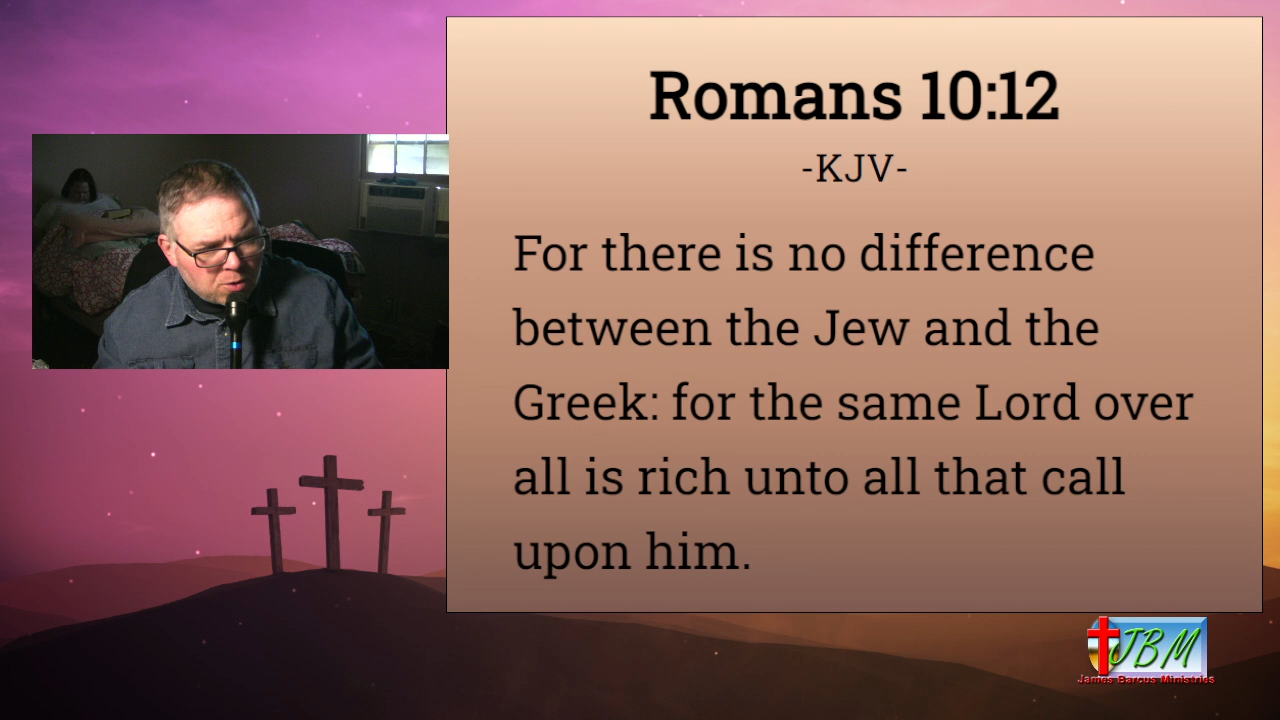 Romans 10:12
-KJV-
For there is no difference
between the Jew and the
Greek: for the same Lord over
all is rich unto all that call
upon him.
JBM
James Barcus Ministries